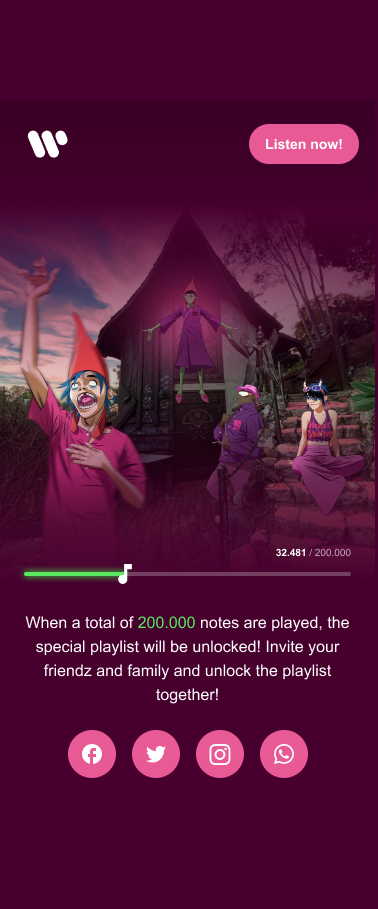 Listen now!
32.481 / 200.000
When a total of 200.000 notes are played, the
special playlist will be unlocked! Invite your
friendz and family and unlock the playlist
together!